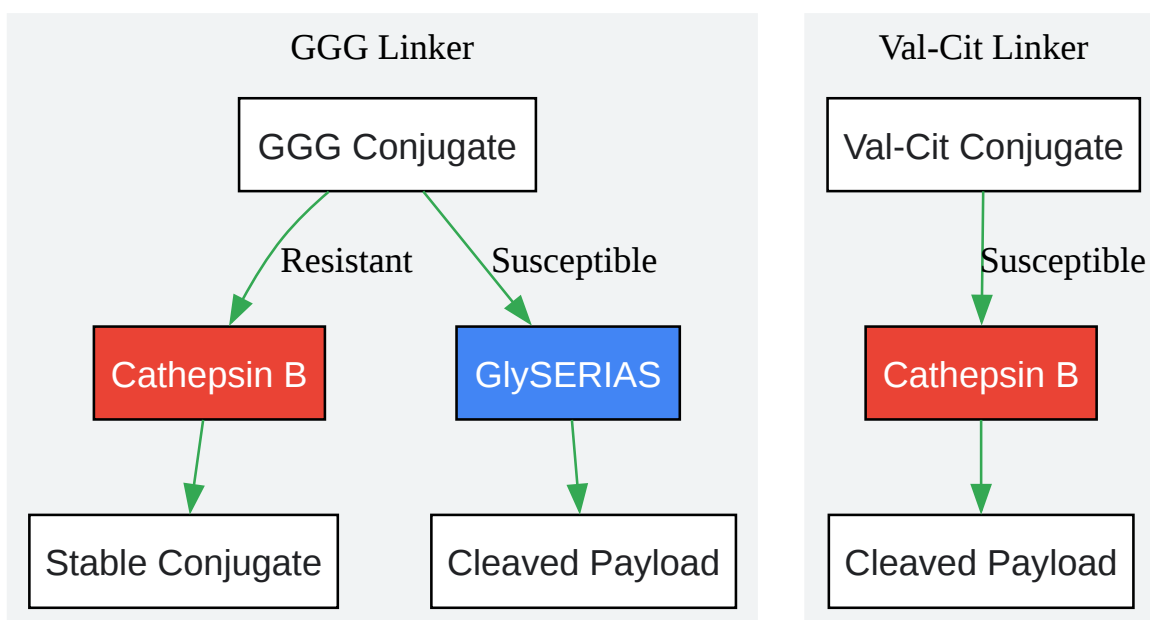 GGG Linker
GGG Conjugate
Resistant
Susceptible
Cathepsin B
GlySERIAS
Stable Conjugate
Cleaved Payload
Val-Cit Linker
Val-Cit Conjugate
Susceptible
Cathepsin B
Cleaved Payload